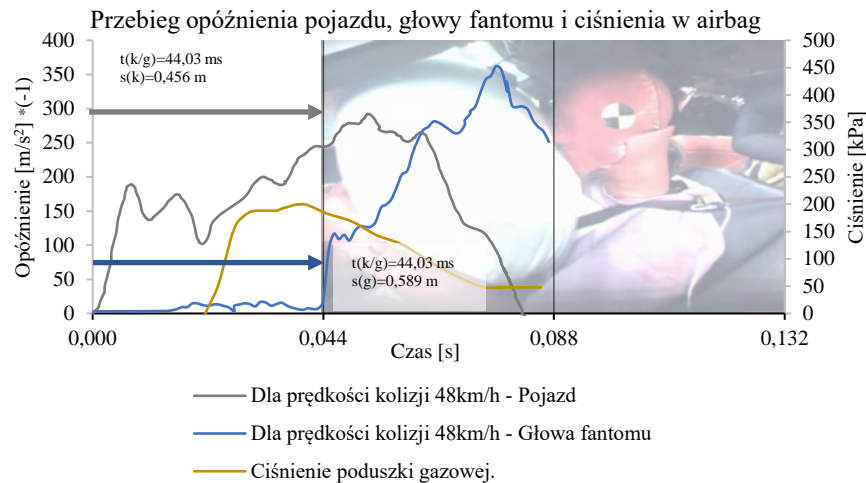 Przebieg opóźnienia pojazdu, głowy fantomu i ciśnienia w airbag
Opóźnienie [m/s²] *(-1)
400
350
300
250
200
150
100
50
0
t(k/g)=44,03 ms
s(k)=0,456 m
t(k/g)=44,03 ms
s(g)=0,589 m
500
450
400
350
300
250
200
150
100
50
0
Ciśnienie [kPa]
0,000
0,044
0,088
0,132
Czas [s]
Dla prędkości kolizji 48km/h - Pojazd
Dla prędkości kolizji 48km/h - Głowa fantomu
Ciśnienie poduszki gazowej.